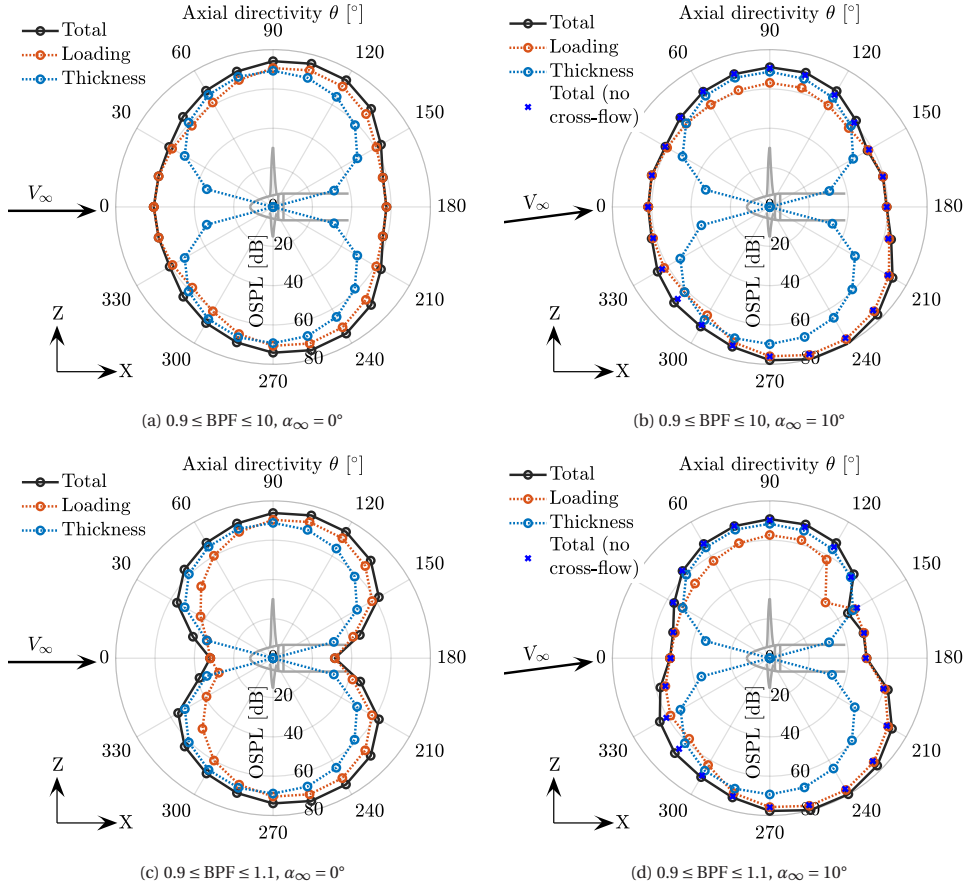 Axial directivity θ [°]
Total
Loading
Thickness
90
60
120
30
150
0
180
330
210
300
240
270
0
20
40
60
80
OSPL [dB]
V∞
Z
X
(a) 0.9 ≤ BPF ≤ 10, α∞ = 0°
Axial directivity θ [°]
Total
Loading
Thickness
Total (no
cross-flow)
90
60
120
30
150
0
180
330
210
300
240
270
0
20
40
60
80
OSPL [dB]
V∞
Z
X
(b) 0.9 ≤ BPF ≤ 10, α∞ = 10°
Axial directivity θ [°]
Total
Loading
Thickness
90
60
120
30
150
0
180
330
210
300
240
270
0
20
40
60
80
OSPL [dB]
V∞
Z
X
(c) 0.9 ≤ BPF ≤ 1.1, α∞ = 0°
Axial directivity θ [°]
Total
Loading
Thickness
Total (no
cross-flow)
90
60
120
30
150
0
180
330
210
300
240
270
0
20
40
60
80
OSPL [dB]
V∞
Z
X
(d) 0.9 ≤ BPF ≤ 1.1, α∞ = 10°